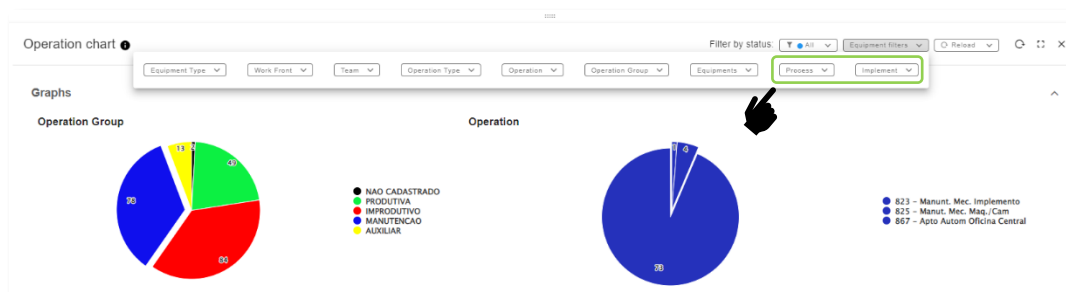 Operation chart
Filter by status: All Equipment filters Reload
Equipment Type Work Front Team Operation Type Operation Operation Group Equipments Process Implement
Graphs
Operation Group
Operation
13
49
78
84
NAO CADASTRADO
PRODUTIVA
IMPRODUTIVO
MANUTENCAO
AUXILIAR
4
73
823 - Manunt. Mec. Implemento
825 - Manut. Mec. Maq./Cam
867 - Apto Autom Oficina Central